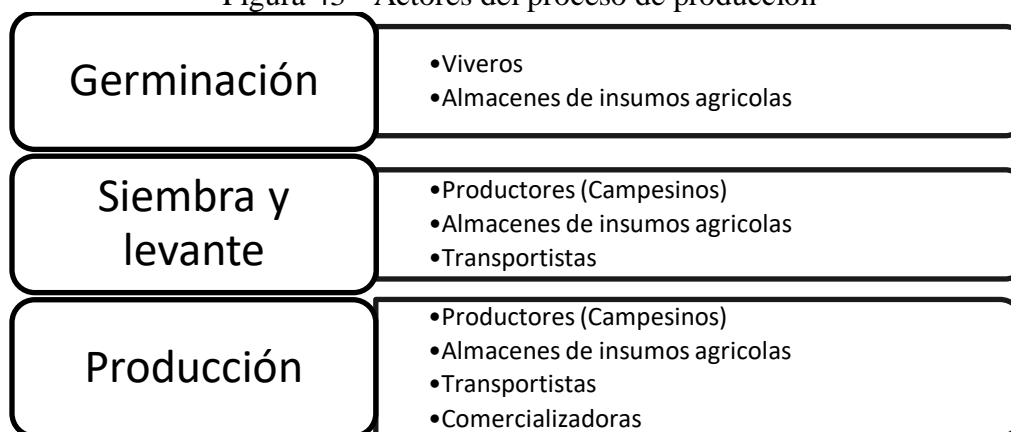 Figura 43 Actores del proceso de producción
Germinación
•Viveros
•Almacenes de insumos agricolas
Siembra y
levante
•Productores (Campesinos)
•Almacenes de insumos agricolas
•Transportistas
Producción
•Productores (Campesinos)
•Almacenes de insumos agricolas
•Transportistas
•Comercializadoras